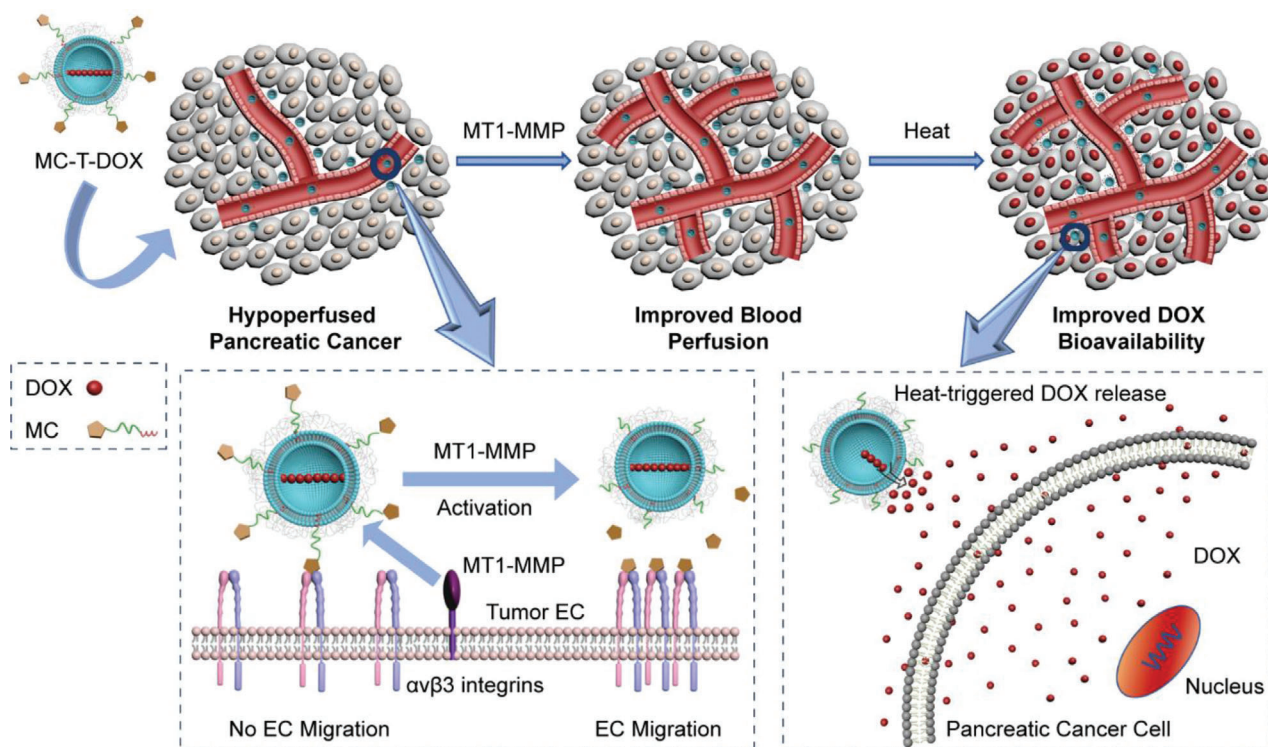 MC-T-DOX
MT1-MMP
Heat
Hypoperfused
Pancreatic Cancer
Improved Blood
Perfusion
Improved DOX
Bioavailability
DOX
MC
MT1-MMP
Activation
MT1-MMP
Tumor EC
αvβ3 integrins
No EC Migration
EC Migration
Heat-triggered DOX release
DOX
Nucleus
Pancreatic Cancer Cell